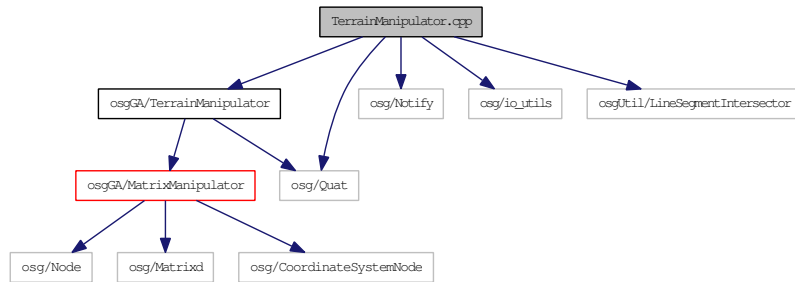 TerrainManipulator.cpp
osgGA/TerrainManipulator
osg/Notify
osg/io_utils
osgUtil/LineSegmentIntersector
osgGA/MatrixManipulator
osg/Quat
osg/Node
osg/Matrixd
osg/CoordinateSystemNode